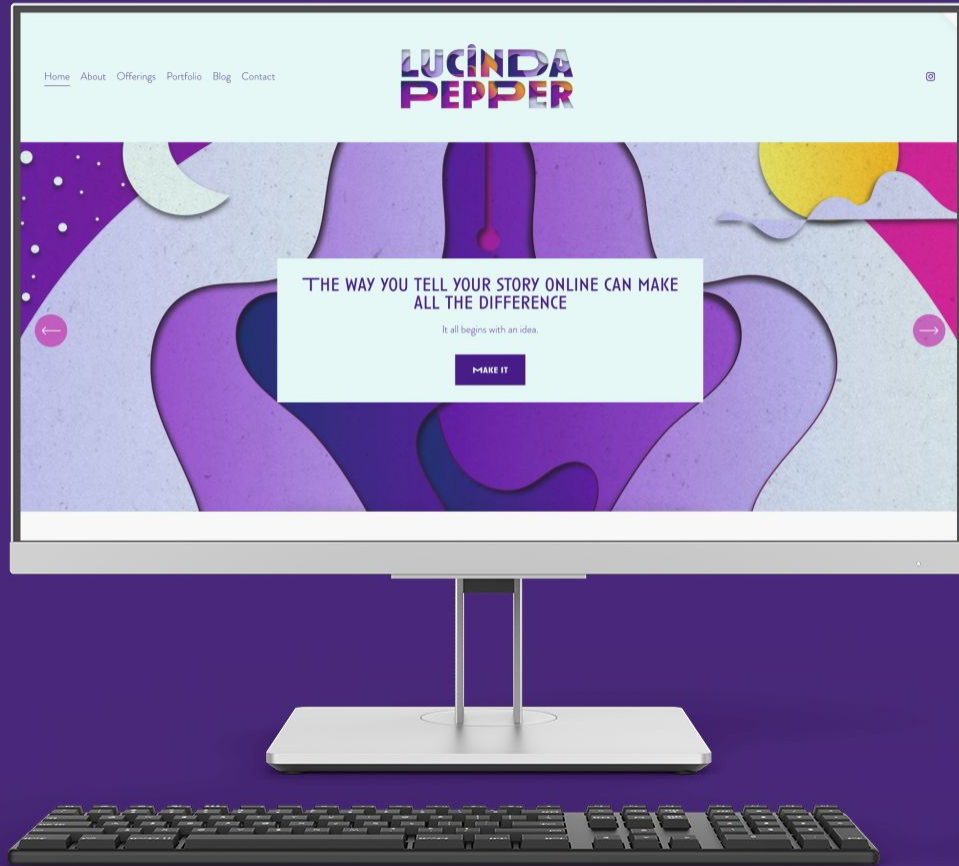 Home About Offerings Portfolio Blog Contact
LUCINDA
PEPPER
THE WAY YOU TELL YOUR STORY ONLINE CAN MAKE
ALL THE DIFFERENCE
It all begins with an idea.
MAKE IT